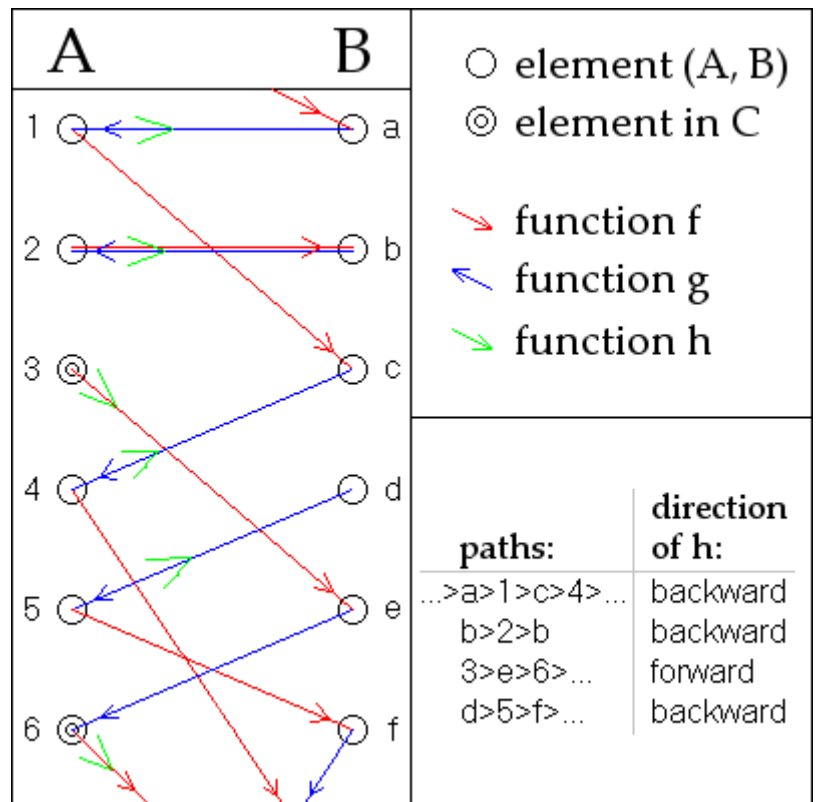 A B
1 a
2 b
3 c
4 d
5 e
6 f
element (A, B)
element in C
function f
function g
function h
paths: direction of h:
...>a>1>c>4>... backward
b>2>b backward
3>e>6>... forward
d>5>f>... backward